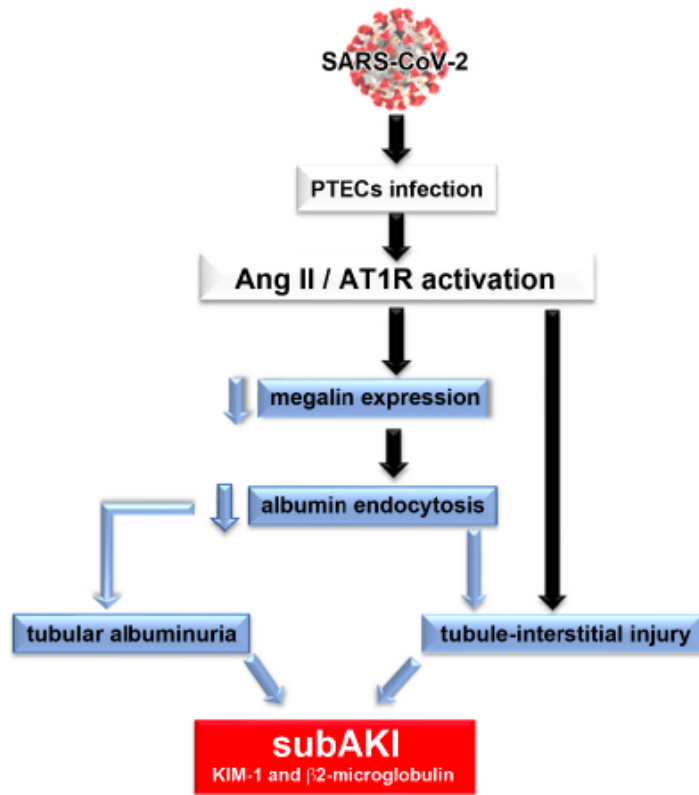 SARS-CoV-2
PTECs infection
Ang II / AT1R activation
megalin expression
albumin endocytosis
tubular albuminuria
tubule-interstitial injury
subAKI
KIM-1 and β2-microglobulin